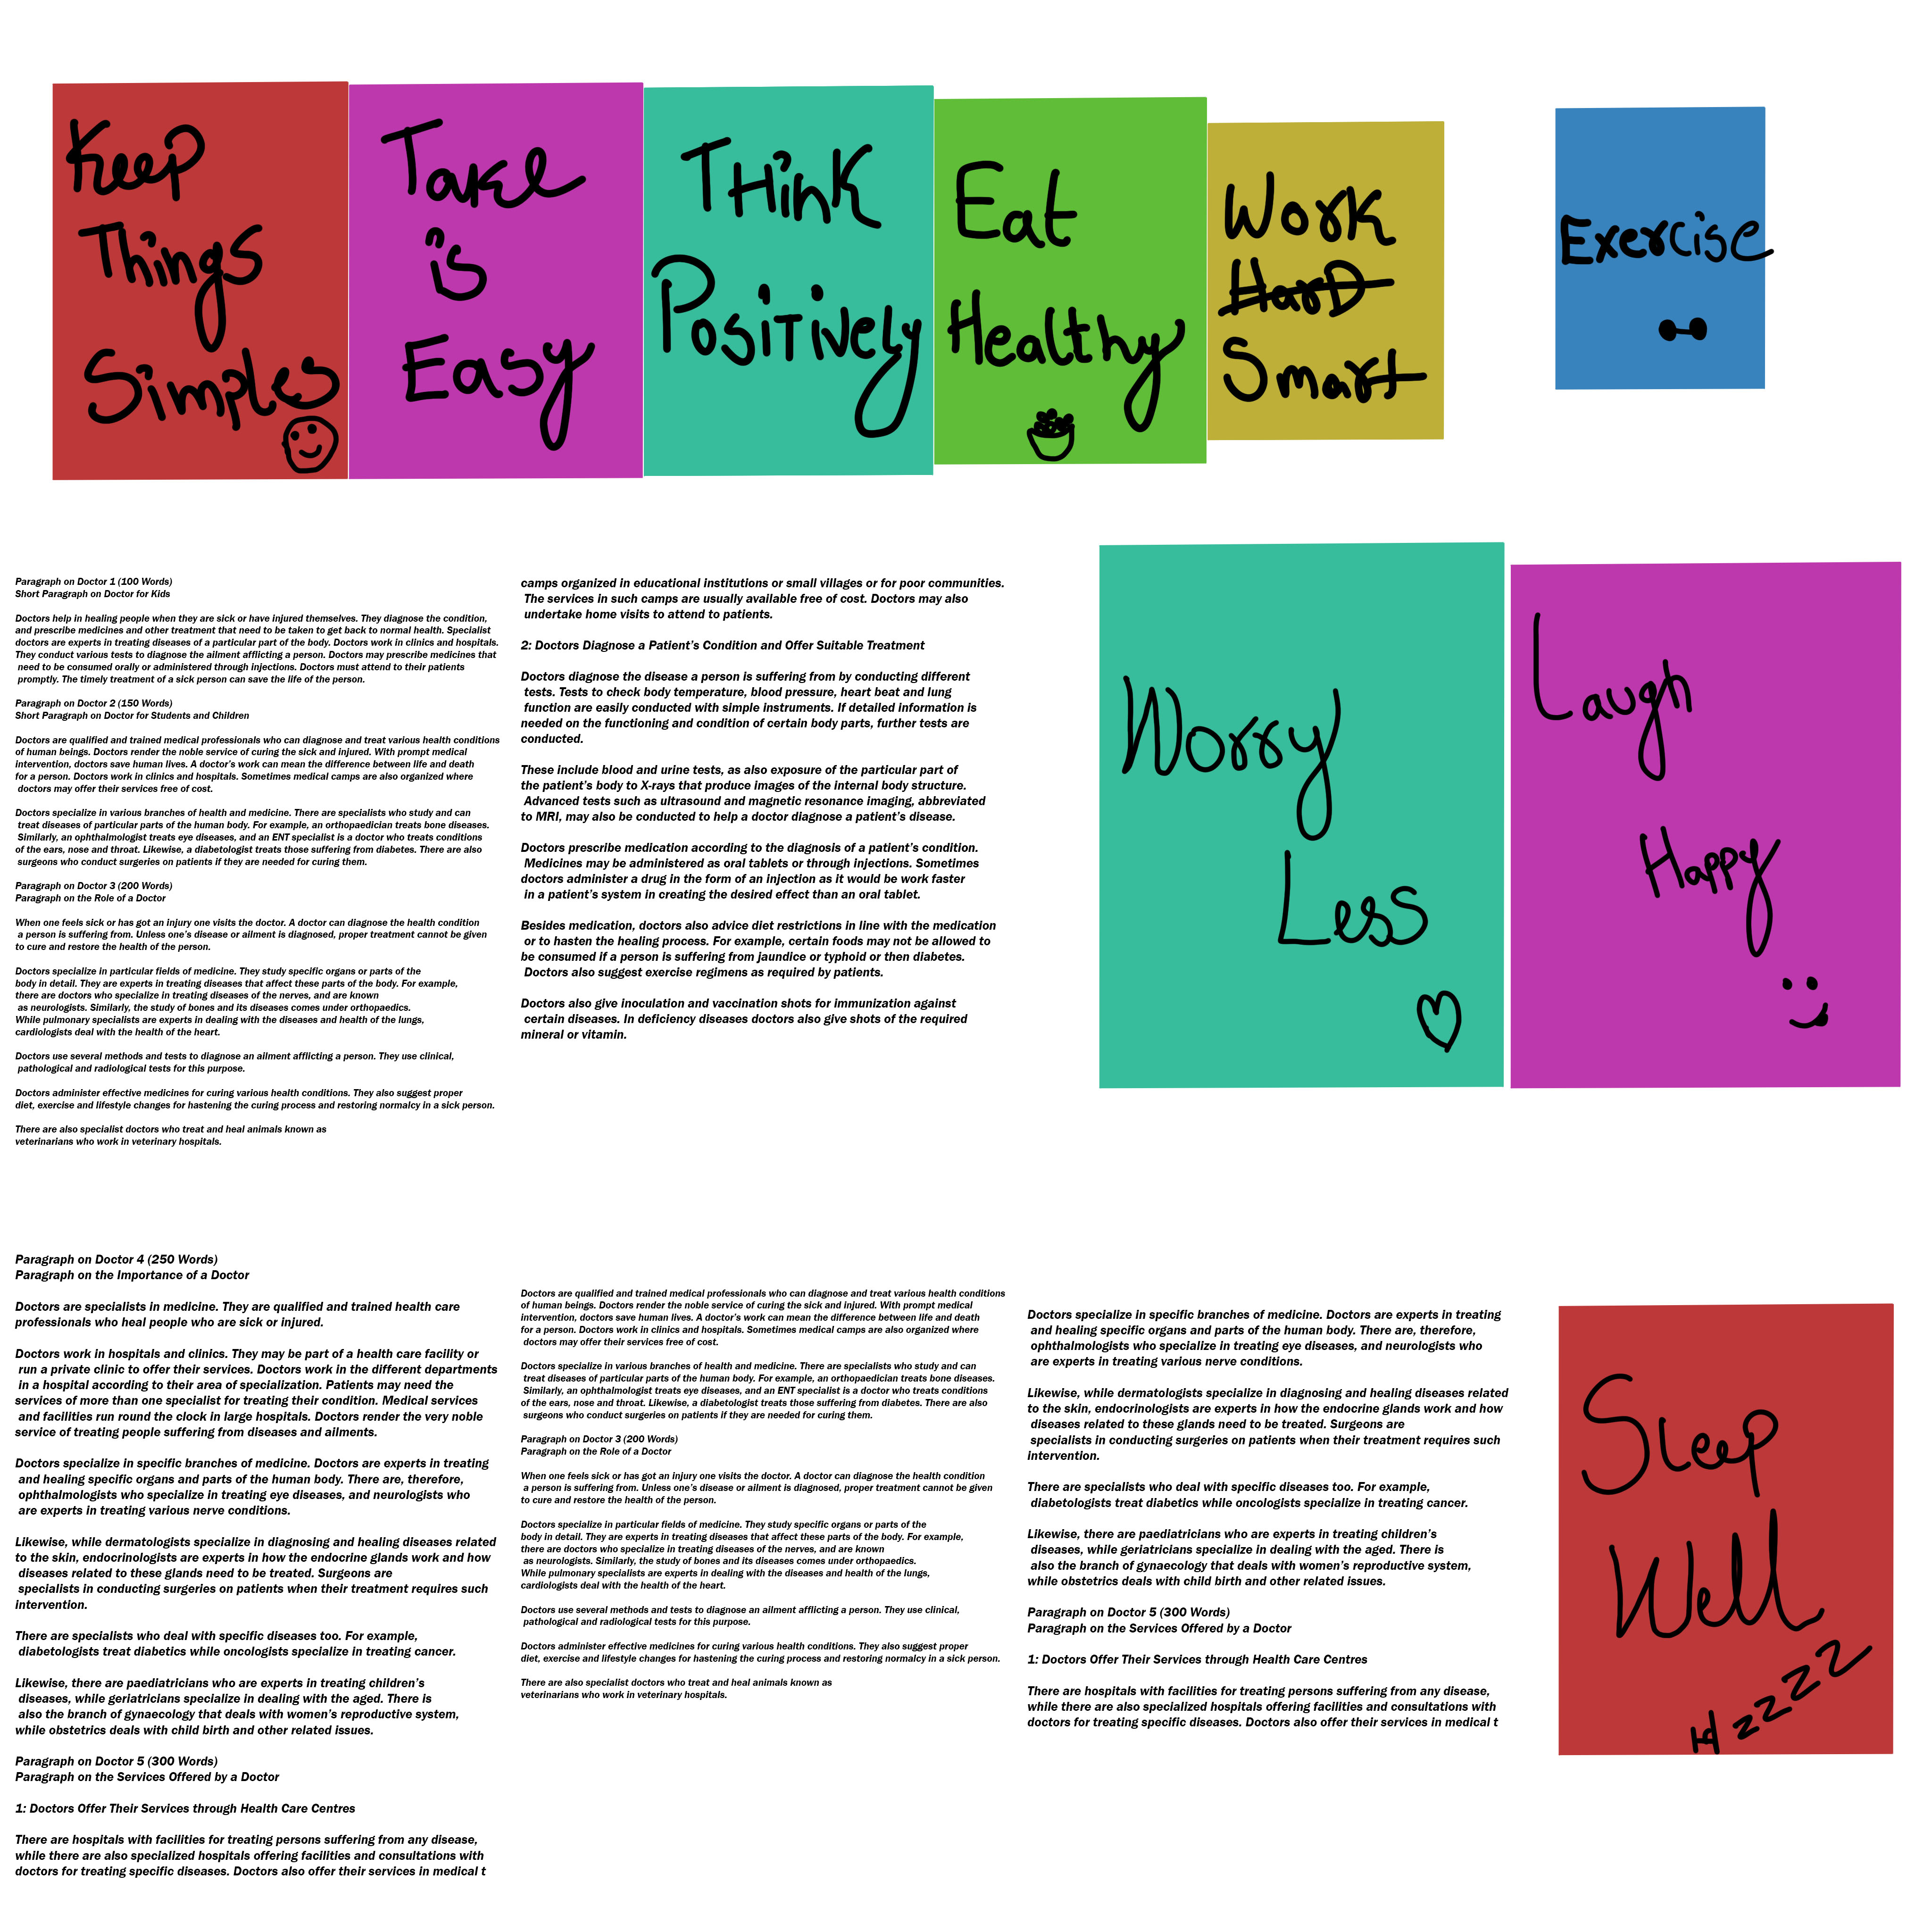 Keep
Things
Simples
Take
is
Easy
THink
PosiTively
Eat
Healthy
Work
HarD
Smart
Exercise
Paragraph on Doctor 1 (100 Words)
Short Paragraph on Doctor for Kids
Doctors help in healing people when they are sick or have injured themselves. They diagnose the condition,
and prescribe medicines and other treatment that need to be taken to get back to normal health. Specialist
doctors are experts in treating diseases of a particular part of the body. Doctors work in clinics and hospitals.
They conduct various tests to diagnose the ailment afflicting a person. Doctors may prescribe medicines that
need to be consumed orally or administered through injections. Doctors must attend to their patients
promptly. The timely treatment of a sick person can save the life of the person.
Paragraph on Doctor 2 (150 Words)
Short Paragraph on Doctor for Students and Children
Doctors are qualified and trained medical professionals who can diagnose and treat various health conditions
of human beings. Doctors render the noble service of curing the sick and injured. With prompt medical
intervention, doctors save human lives. A doctor's work can mean the difference between life and death
for a person. Doctors work in clinics and hospitals. Sometimes medical camps are also organized where
doctors may offer their services free of cost.
Doctors specialize in various branches of health and medicine. There are specialists who study and can
treat diseases of particular parts of the human body. For example, an orthopaedician treats bone diseases.
Similarly, an ophthalmologist treats eye diseases, and an ENT specialist is a doctor who treats conditions
of the ears, nose and throat. Likewise, a diabetologist treats those suffering from diabetes. There are also
surgeons who conduct surgeries on patients if they are needed for curing them.
Paragraph on Doctor 3 (200 Words)
Paragraph on the Role of a Doctor
When one feels sick or has got an injury one visits the doctor. A doctor can diagnose the health condition
a person is suffering from. Unless one's disease or ailment is diagnosed, proper treatment cannot be given
to cure and restore the health of the person.
Doctors specialize in particular fields of medicine. They study specific organs or parts of the
body in detail. They are experts in treating diseases that affect these parts of the body. For example,
there are doctors who specialize in treating diseases of the nerves, and are known
as neurologists. Similarly, the study of bones and its diseases comes under orthopaedics.
While pulmonary specialists are experts in dealing with the diseases and health of the lungs,
cardiologists deal with the health of the heart.
Doctors use several methods and tests to diagnose an ailment afflicting a person. They use clinical,
pathological and radiological tests for this purpose.
Doctors administer effective medicines for curing various health conditions. They also suggest proper
diet, exercise and lifestyle changes for hastening the curing process and restoring normalcy in a sick person.
There are also specialist doctors who treat and heal animals known as
veterinarians who work in veterinary hospitals.
camps organized in educational institutions or small villages or for poor communities.
The services in such camps are usually available free of cost. Doctors may also
undertake home visits to attend to patients.
2: Doctors Diagnose a Patient's Condition and Offer Suitable Treatment
Doctors diagnose the disease a person is suffering from by conducting different
tests. Tests to check body temperature, blood pressure, heart beat and lung
function are easily conducted with simple instruments. If detailed information is
needed on the functioning and condition of certain body parts, further tests are
conducted.
These include blood and urine tests, as also exposure of the particular part of
the patient's body to X-rays that produce images of the internal body structure.
Advanced tests such as ultrasound and magnetic resonance imaging, abbreviated
to MRI, may also be conducted to help a doctor diagnose a patient's disease.
Doctors prescribe medication according to the diagnosis of a patient's condition.
Medicines may be administered as oral tablets or through injections. Sometimes
doctors administer a drug in the form of an injection as it would be work faster
in a patient's system in creating the desired effect than an oral tablet.
Besides medication, doctors also advice diet restrictions in line with the medication
or to hasten the healing process. For example, certain foods may not be allowed to
be consumed if a person is suffering from jaundice or typhoid or then diabetes.
Doctors also suggest exercise regimens as required by patients.
Doctors also give inoculation and vaccination shots for immunization against
certain diseases. In deficiency diseases doctors also give shots of the required
mineral or vitamin.
Worry
Less
Laugh
Happy
Paragraph on Doctor 4 (250 Words)
Paragraph on the Importance of a Doctor
Doctors are specialists in medicine. They are qualified and trained health care
professionals who heal people who are sick or injured.
Doctors work in hospitals and clinics. They may be part of a health care facility or
run a private clinic to offer their services. Doctors work in the different departments
in a hospital according to their area of specialization. Patients may need the
services of more than one specialist for treating their condition. Medical services
and facilities run round the clock in large hospitals. Doctors render the very noble
service of treating people suffering from diseases and ailments.
Doctors specialize in specific branches of medicine. Doctors are experts in treating
and healing specific organs and parts of the human body. There are, therefore,
ophthalmologists who specialize in treating eye diseases, and neurologists who
are experts in treating various nerve conditions.
Likewise, while dermatologists specialize in diagnosing and healing diseases related
to the skin, endocrinologists are experts in how the endocrine glands work and how
diseases related to these glands need to be treated. Surgeons are
specialists in conducting surgeries on patients when their treatment requires such
intervention.
There are specialists who deal with specific diseases too. For example,
diabetologists treat diabetics while oncologists specialize in treating cancer.
Likewise, there are paediatricians who are experts in treating children's
diseases, while geriatricians specialize in dealing with the aged. There is
also the branch of gynaecology that deals with women's reproductive system,
while obstetrics deals with child birth and other related issues.
Paragraph on Doctor 5 (300 Words)
Paragraph on the Services Offered by a Doctor
1: Doctors Offer Their Services through Health Care Centres
There are hospitals with facilities for treating persons suffering from any disease,
while there are also specialized hospitals offering facilities and consultations with
doctors for treating specific diseases. Doctors also offer their services in medical t
Doctors are qualified and trained medical professionals who can diagnose and treat various health conditions
of human beings. Doctors render the noble service of curing the sick and injured. With prompt medical
intervention, doctors save human lives. A doctor's work can mean the difference between life and death
for a person. Doctors work in clinics and hospitals. Sometimes medical camps are also organized where
doctors may offer their services free of cost.
Doctors specialize in various branches of health and medicine. There are specialists who study and can
treat diseases of particular parts of the human body. For example, an orthopaedician treats bone diseases.
Similarly, an ophthalmologist treats eye diseases, and an ENT specialist is a doctor who treats conditions
of the ears, nose and throat. Likewise, a diabetologist treats those suffering from diabetes. There are also
surgeons who conduct surgeries on patients if they are needed for curing them.
Paragraph on Doctor 3 (200 Words)
Paragraph on the Role of a Doctor
When one feels sick or has got an injury one visits the doctor. A doctor can diagnose the health condition
a person is suffering from. Unless one's disease or ailment is diagnosed, proper treatment cannot be given
to cure and restore the health of the person.
Doctors specialize in particular fields of medicine. They study specific organs or parts of the
body in detail. They are experts in treating diseases that affect these parts of the body. For example,
there are doctors who specialize in treating diseases of the nerves, and are known
as neurologists. Similarly, the study of bones and its diseases comes under orthopaedics.
While pulmonary specialists are experts in dealing with the diseases and health of the lungs,
cardiologists deal with the health of the heart.
Doctors use several methods and tests to diagnose an ailment afflicting a person. They use clinical,
pathological and radiological tests for this purpose.
Doctors administer effective medicines for curing various health conditions. They also suggest proper
diet, exercise and lifestyle changes for hastening the curing process and restoring normalcy in a sick person.
There are also specialist doctors who treat and heal animals known as
veterinarians who work in veterinary hospitals.
Doctors specialize in specific branches of medicine. Doctors are experts in treating
and healing specific organs and parts of the human body. There are, therefore,
ophthalmologists who specialize in treating eye diseases, and neurologists who
are experts in treating various nerve conditions.
Likewise, while dermatologists specialize in diagnosing and healing diseases related
to the skin, endocrinologists are experts in how the endocrine glands work and how
diseases related to these glands need to be treated. Surgeons are
specialists in conducting surgeries on patients when their treatment requires such
intervention.
There are specialists who deal with specific diseases too. For example,
diabetologists treat diabetics while oncologists specialize in treating cancer.
Likewise, there are paediatricians who are experts in treating children's
diseases, while geriatricians specialize in dealing with the aged. There is
also the branch of gynaecology that deals with women's reproductive system,
while obstetrics deals with child birth and other related issues.
Paragraph on Doctor 5 (300 Words)
Paragraph on the Services Offered by a Doctor
1: Doctors Offer Their Services through Health Care Centres
There are hospitals with facilities for treating persons suffering from any disease,
while there are also specialized hospitals offering facilities and consultations with
doctors for treating specific diseases. Doctors also offer their services in medical t
Sleep
Well
zzzzz